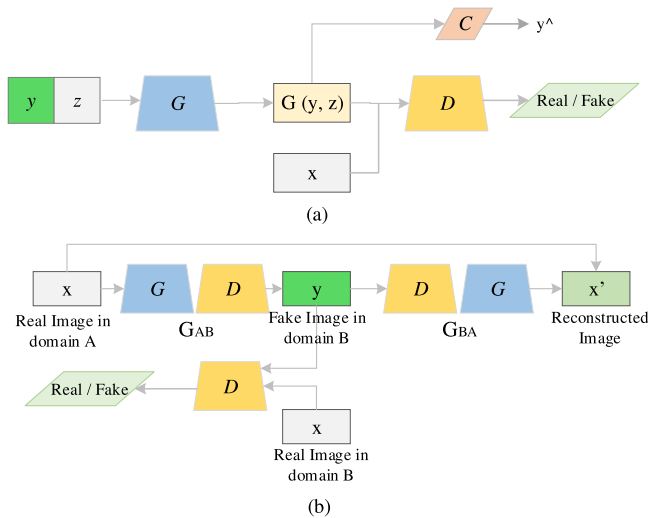 C
y^
y
z
G
G (y, z)
D
Real / Fake
x
(a)
x
G
D
y
D
G
x’
Real Image in
domain A
GAB
Fake Image in
domain B
GBA
Reconstructed
Image
Real / Fake
D
x
Real Image in
domain B
(b)